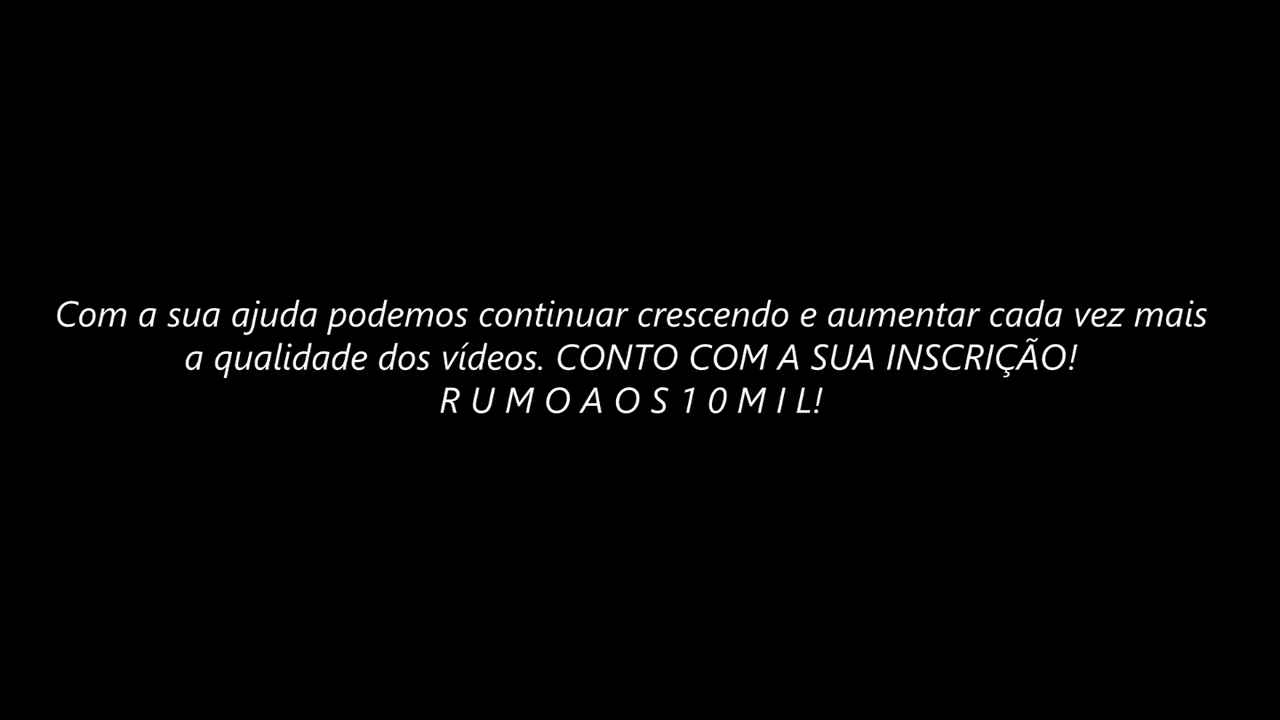 Com a sua ajuda podemos continuar crescendo e aumentar cada vez mais
a qualidade dos vídeos. CONTO COM A SUA INSCRIÇÃO!
R U M O A O S 1 0 M I L!